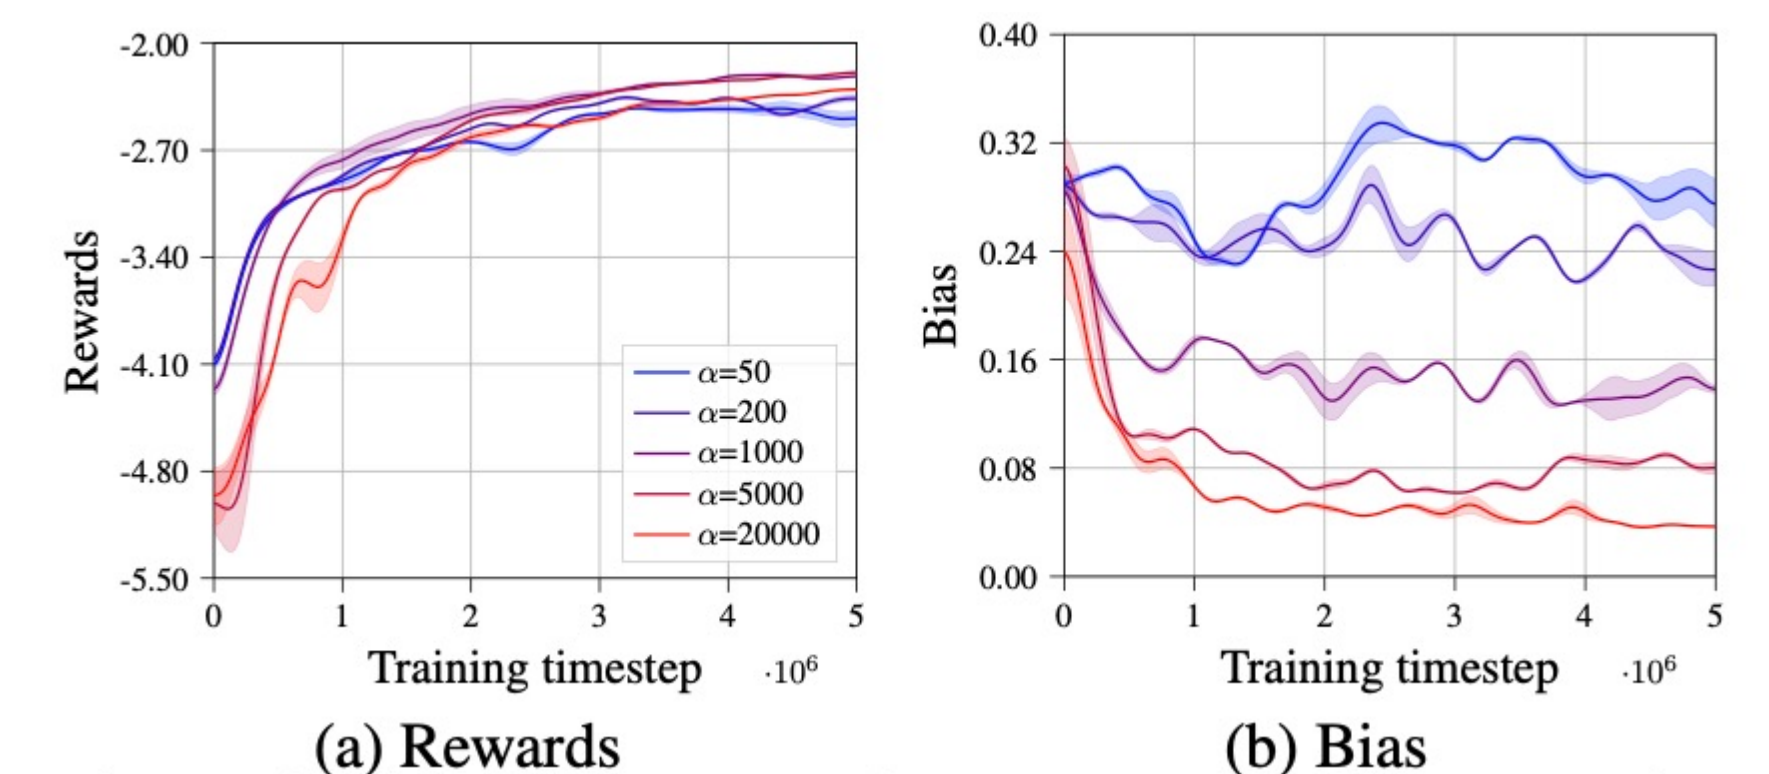 -2.00
-2.70
-3.40
-4.10
-4.80
-5.50
Rewards
α=50
α=200
α=1000
α=5000
α=20000
0 1 2 3 4 5
Training timestep ·10⁶
(a) Rewards
0.40
0.32
0.24
0.16
0.08
0.00
Bias
0 1 2 3 4 5
Training timestep ·10⁶
(b) Bias